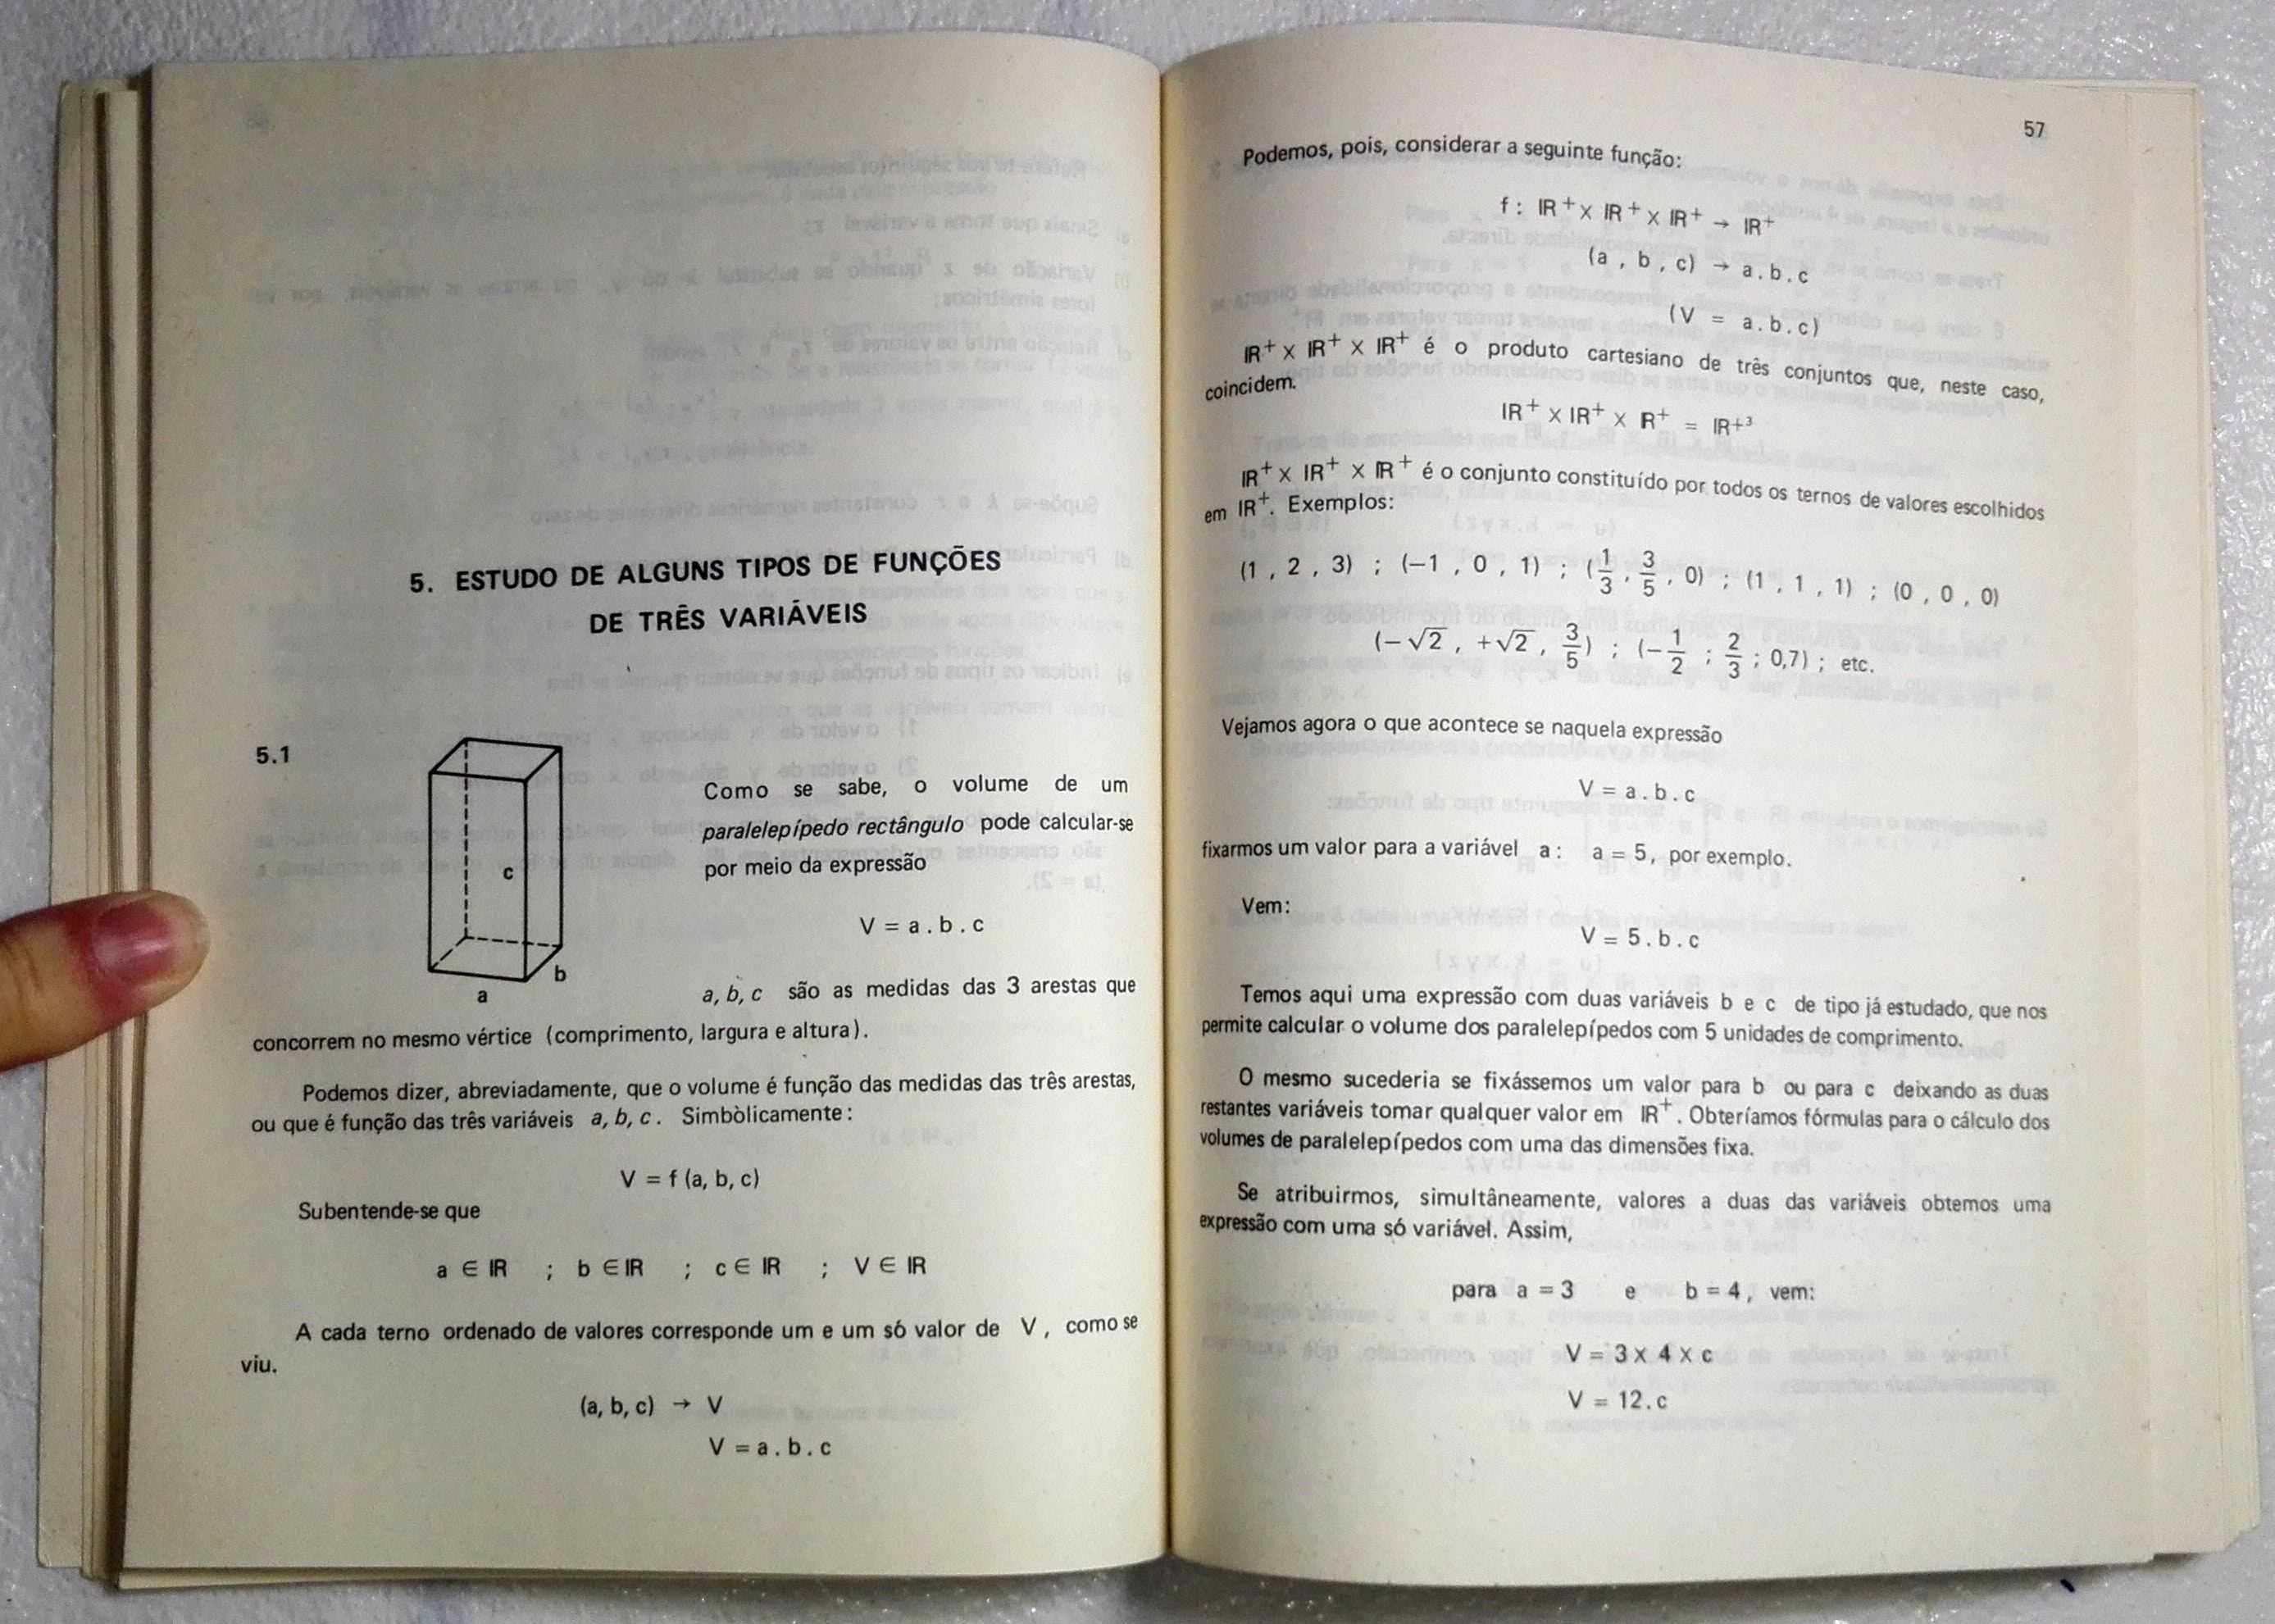 5. ESTUDO DE ALGUNS TIPOS DE FUNÇÕES
DE TRÊS VARIÁVEIS
5.1
c
b
a
Como se sabe, o volume de um
paralelepípedo rectângulo pode calcular-se
por meio da expressão
V = a . b . c
a, b, c são as medidas das 3 arestas que
concorrem no mesmo vértice (comprimento, largura e altura).
Podemos dizer, abreviadamente, que o volume é função das medidas das três arestas,
ou que é função das três variáveis a, b, c. Simbòlicamente:
V = f (a, b, c)
Subentende-se que
a ∈ IR ; b ∈ IR ; c ∈ IR ; V ∈ IR
A cada terno ordenado de valores corresponde um e um só valor de V, como se
viu.
(a, b, c) → V
V = a . b . c
57
Podemos, pois, considerar a seguinte função:
f : IR⁺ x IR⁺ x IR⁺ → IR⁺
(a , b , c) → a . b . c
(V = a . b . c)
IR⁺ x IR⁺ x IR⁺ é o produto cartesiano de três conjuntos que, neste caso,
coincidem.
IR⁺ x IR⁺ x R⁺ = IR⁺³
IR⁺ x IR⁺ x IR⁺ é o conjunto constituído por todos os ternos de valores escolhidos
em IR⁺. Exemplos:
(1 , 2 , 3) ; (−1 , 0 , 1) ; (1/3 , 3/5 , 0) ; (1 , 1 , 1) ; (0 , 0 , 0)
(−√2 , +√2 , 3/5) ; (−1/2 ; 2/3 ; 0,7) ; etc.
Vejamos agora o que acontece se naquela expressão
V = a . b . c
fixarmos um valor para a variável a : a = 5, por exemplo.
Vem:
V = 5 . b . c
Temos aqui uma expressão com duas variáveis b e c de tipo já estudado, que nos
permite calcular o volume dos paralelepípedos com 5 unidades de comprimento.
O mesmo sucederia se fixássemos um valor para b ou para c deixando as duas
restantes variáveis tomar qualquer valor em IR⁺. Obteríamos fórmulas para o cálculo dos
volumes de paralelepípedos com uma das dimensões fixa.
Se atribuirmos, simultâneamente, valores a duas das variáveis obtemos uma
expressão com uma só variável. Assim,
para a = 3 e b = 4, vem:
V = 3 x 4 x c
V = 12 . c